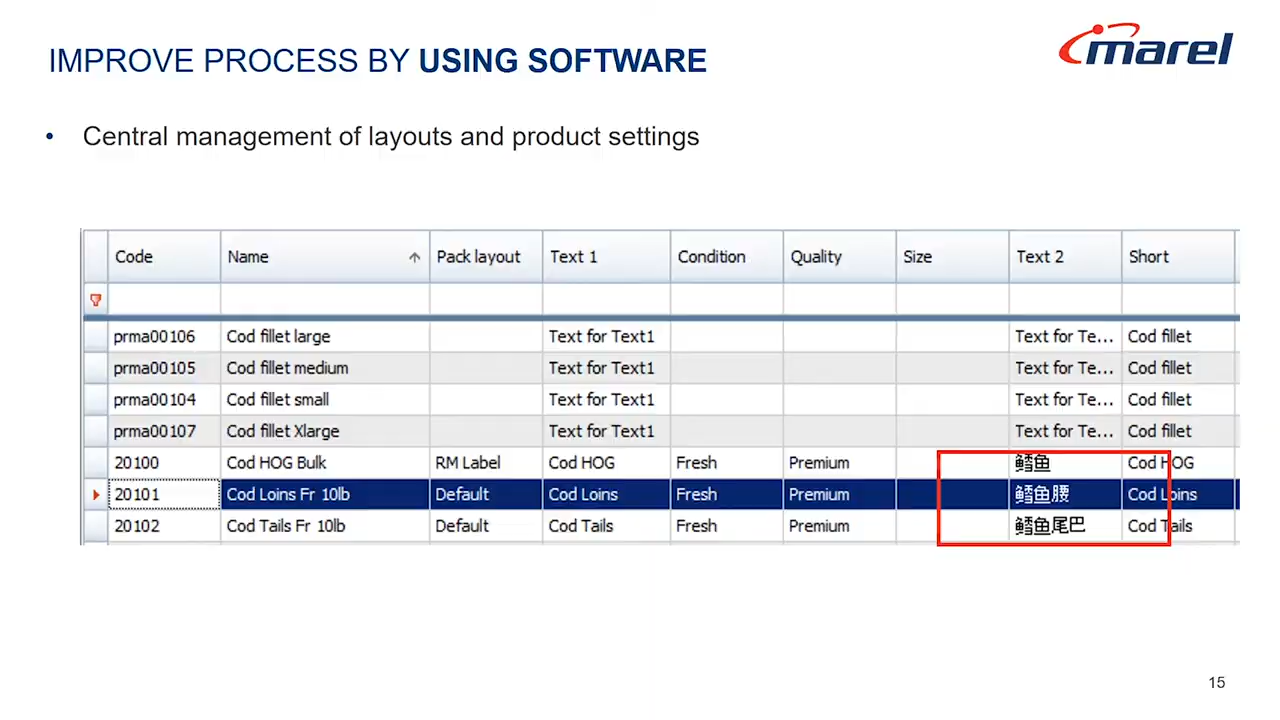 IMPROVE PROCESS BY USING SOFTWARE
marel
• Central management of layouts and product settings
Code Name Pack layout Text 1 Condition Quality Size Text 2 Short
prma00106 Cod fillet large Text for Text1 Text for Te... Cod fillet
prma00105 Cod fillet medium Text for Text1 Text for Te... Cod fillet
prma00104 Cod fillet small Text for Text1 Text for Te... Cod fillet
prma00107 Cod fillet Xlarge Text for Text1 Text for Te... Cod fillet
20100 Cod HOG Bulk RM Label Cod HOG Fresh Premium 鳕鱼 Cod HOG
20101 Cod Loins Fr 10lb Default Cod Loins Fresh Premium 鳕鱼腰 Cod Loins
20102 Cod Tails Fr 10lb Default Cod Tails Fresh Premium 鳕鱼尾巴 Cod Tails
15